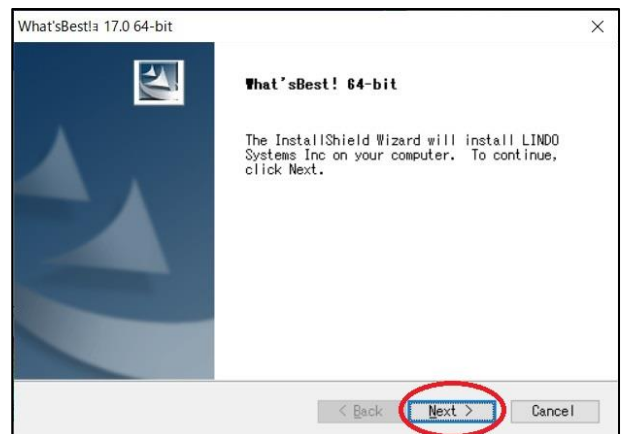 What'sBest!ョ 17.0 64-bit
What'sBest! 64-bit
The InstallShield Wizard will install LINDO
Systems Inc on your computer. To continue,
click Next.
< Back
Next >
Cancel